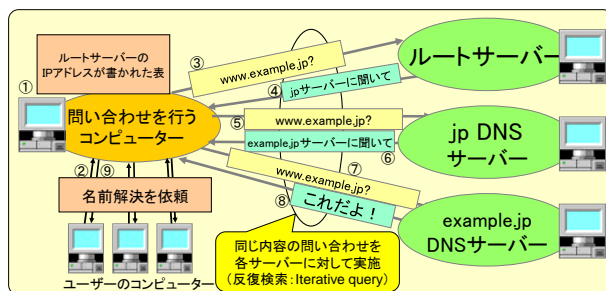 ルートサーバーの
IPアドレスが書かれた表
①
問い合わせを行う
コンピューター
②
⑨
名前解決を依頼
ユーザーのコンピューター
③
www.example.jp?
④
jpサーバーに聞いて
ルートサーバー
⑤
www.example.jp?
example.jpサーバーに聞いて
⑥
jp DNS
サーバー
⑦
www.example.jp?
⑧
これだよ！
example.jp
DNSサーバー
同じ内容の問い合わせを
各サーバーに対して実施
（反復検索：Iterative query）